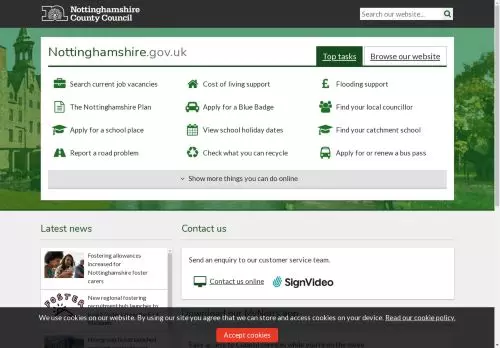 Nottinghamshire
County Council
Search our website...
Nottinghamshire.gov.uk
Top tasks
Browse our website
Search current job vacancies
Cost of living support
£ Flooding support
The Nottinghamshire Plan
Apply for a Blue Badge
Find your local councillor
Apply for a school place
View school holiday dates
Find your catchment school
Report a road problem
Check what you can recycle
Apply for or renew a bus pass
Show more things you can do online
Latest news
Fostering allowances
increased for
Nottinghamshire foster
carers
FOSTER
New regional fostering
recruitment hub launches to
Contact us
Send an enquiry to our customer service team.
Contact us online
SignVideo
Download our MyNotts app
We use cookies on our website. By using our site you agree that we can store and access cookies on your device. Read our cookie policy.
Accept cookies